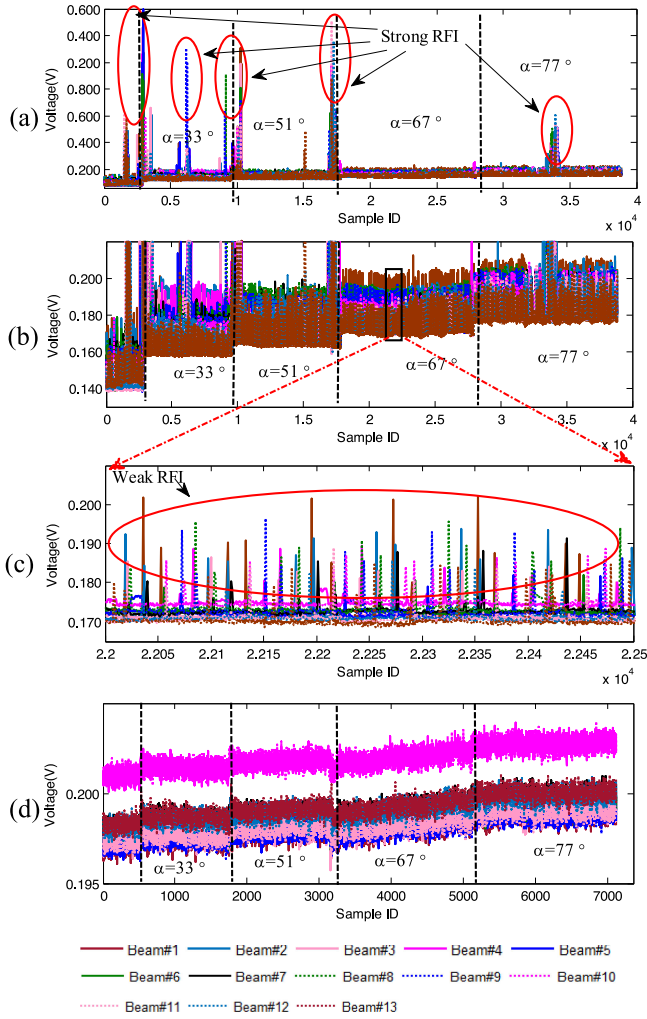 0.600
1.000
0.800
0.600
0.400
0.200
Voltage(V)
Strong RFI
α=33 °
α=51 °
α=67 °
α=77 °
(a)
0 0.5 1 1.5 2 2.5 3 3.5 4
Sample ID
x 10⁴
0.200
0.180
0.160
0.140
Voltage(V)
α=33 °
α=51 °
α=67 °
α=77 °
(b)
0 0.5 1 1.5 2 2.5 3 3.5 4
Sample ID
x 10⁴
Weak RFI
0.200
0.190
0.180
0.170
Voltage(V)
(c)
2.2 2.205 2.21 2.215 2.22 2.225 2.23 2.235 2.24 2.245 2.25
Sample ID
x 10⁴
0.200
0.195
Voltage(V)
(d)
α=33 °
α=51 °
α=67 °
α=77 °
0 1000 2000 3000 4000 5000 6000 7000
Sample ID
Beam#1 Beam#2 Beam#3 Beam#4 Beam#5
Beam#6 Beam#7 Beam#8 Beam#9 Beam#10
Beam#11 Beam#12 Beam#13